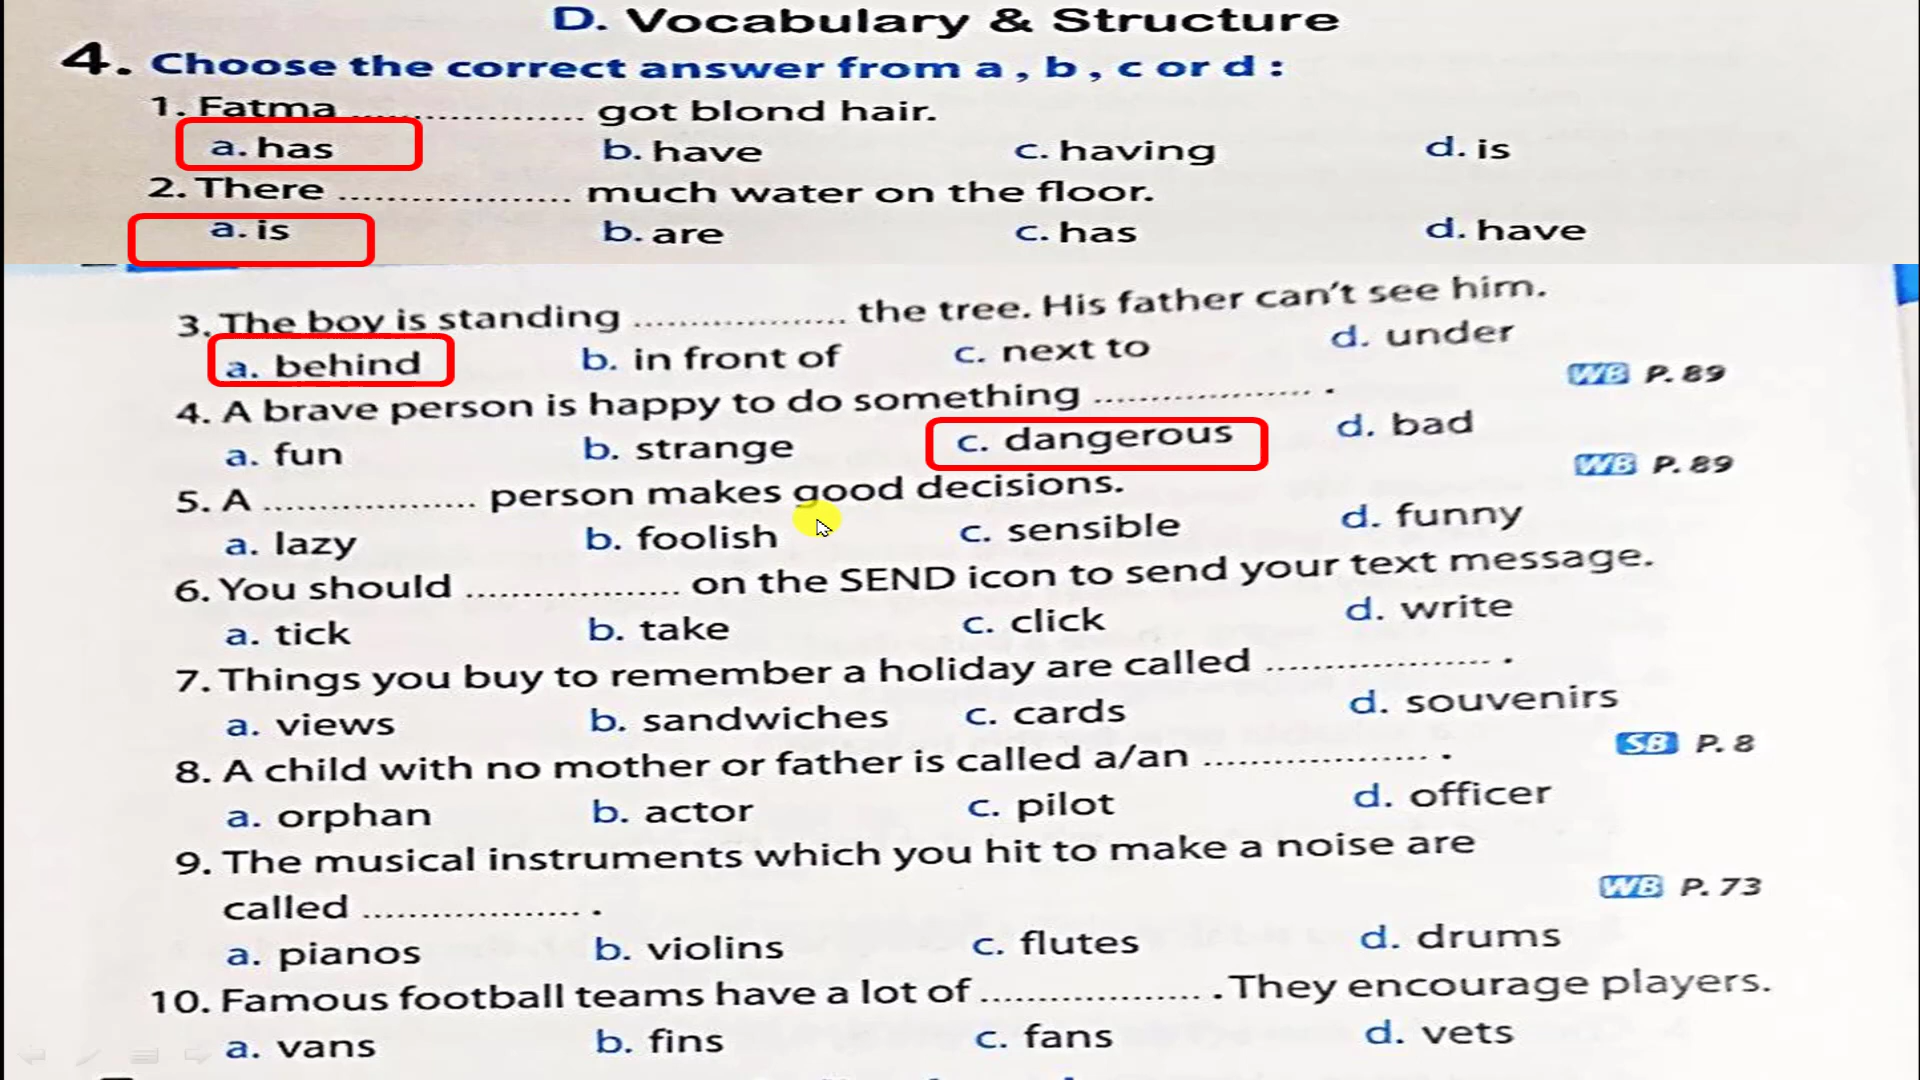 D. Vocabulary & Structure
4. Choose the correct answer from a , b , c or d :
1. Fatma .................... got blond hair.
a. has b. have c. having d. is
2. There .................... much water on the floor.
a. is b. are c. has d. have
3. The boy is standing .................... the tree. His father can't see him.
a. behind b. in front of c. next to d. under
WB P. 89
4. A brave person is happy to do something .................... .
a. fun b. strange c. dangerous d. bad
WB P. 89
5. A .................... person makes good decisions.
a. lazy b. foolish c. sensible d. funny
6. You should .................... on the SEND icon to send your text message.
a. tick b. take c. click d. write
7. Things you buy to remember a holiday are called .................... .
a. views b. sandwiches c. cards d. souvenirs
SB P. 8
8. A child with no mother or father is called a/an .................... .
a. orphan b. actor c. pilot d. officer
9. The musical instruments which you hit to make a noise are
WB P. 73
called .................... .
a. pianos b. violins c. flutes d. drums
10. Famous football teams have a lot of .................... . They encourage players.
a. vans b. fins c. fans d. vets